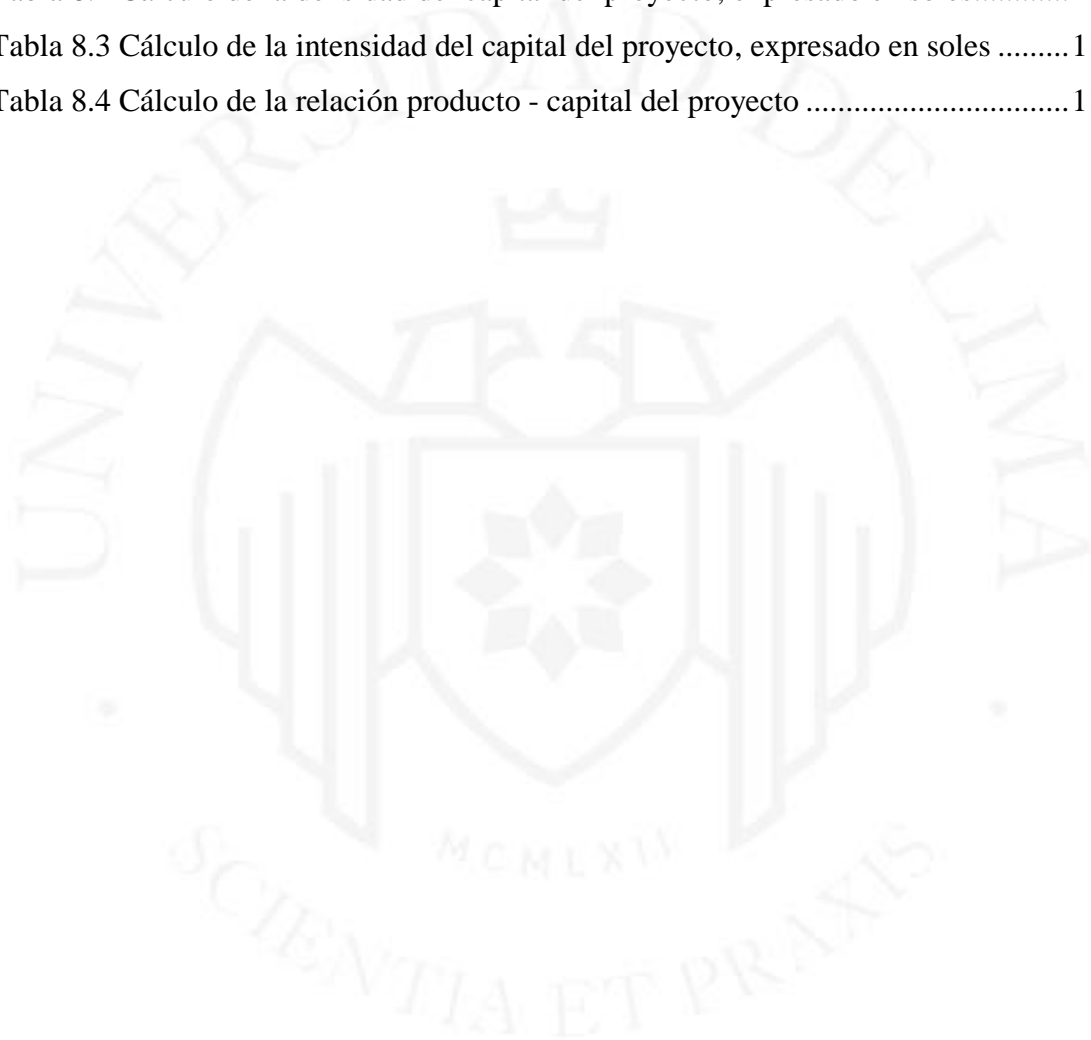 Tabla 8.3 Cálculo de la intensidad del capital del proyecto, expresado en soles ......... 1
Tabla 8.4 Cálculo de la relación producto - capital del proyecto ................................. 1
UNIVERSIDAD DE LIMA
MCMLXII
SCIENTIA ET PRAXIS